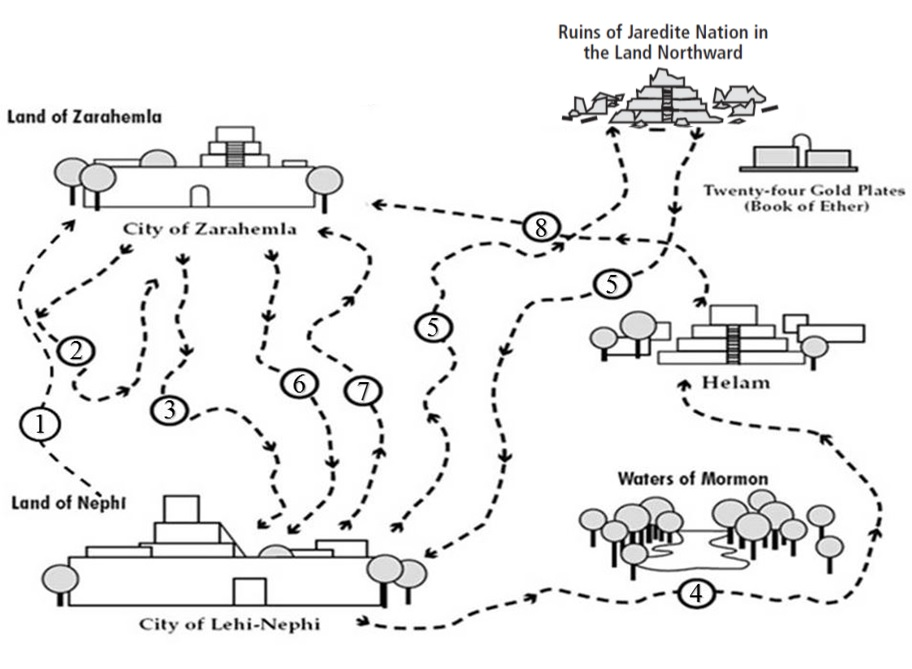 Ruins of Jaredite Nation in
the Land Northward
Land of Zarahemla
Twenty-four Gold Plates
(Book of Ether)
City of Zarahemla
8
5
5
2
6
7
3
1
Helam
Waters of Mormon
Land of Nephi
4
City of Lehi-Nephi